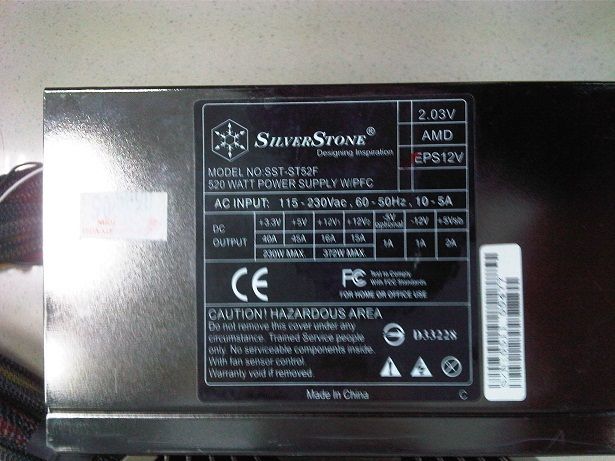 SILVERSTONE®
Designing Inspiration
2.03V
AMD
EPS12V
MODEL NO:SST-ST52F
520 WATT POWER SUPPLY W/PFC
AC INPUT: 115 - 230Vac, 60 - 50Hz, 10 - 5A
DC OUTPUT
+3.3V +5V +12V1 +12V2 -5V optional -12V +5Vsb
40A 45A 16A 15A 1A 1A 2A
230W MAX. 372W MAX.
CE
FC Test to Comply
With FCC Standards
FOR HOME OR OFFICE USE
CAUTION! HAZARDOUS AREA
Do not remove this cover under any
circumstance. Trained Service people
only. No serviceable components inside.
With fan sensor control.
Warranty void if removed.
D33228
Made In China
C